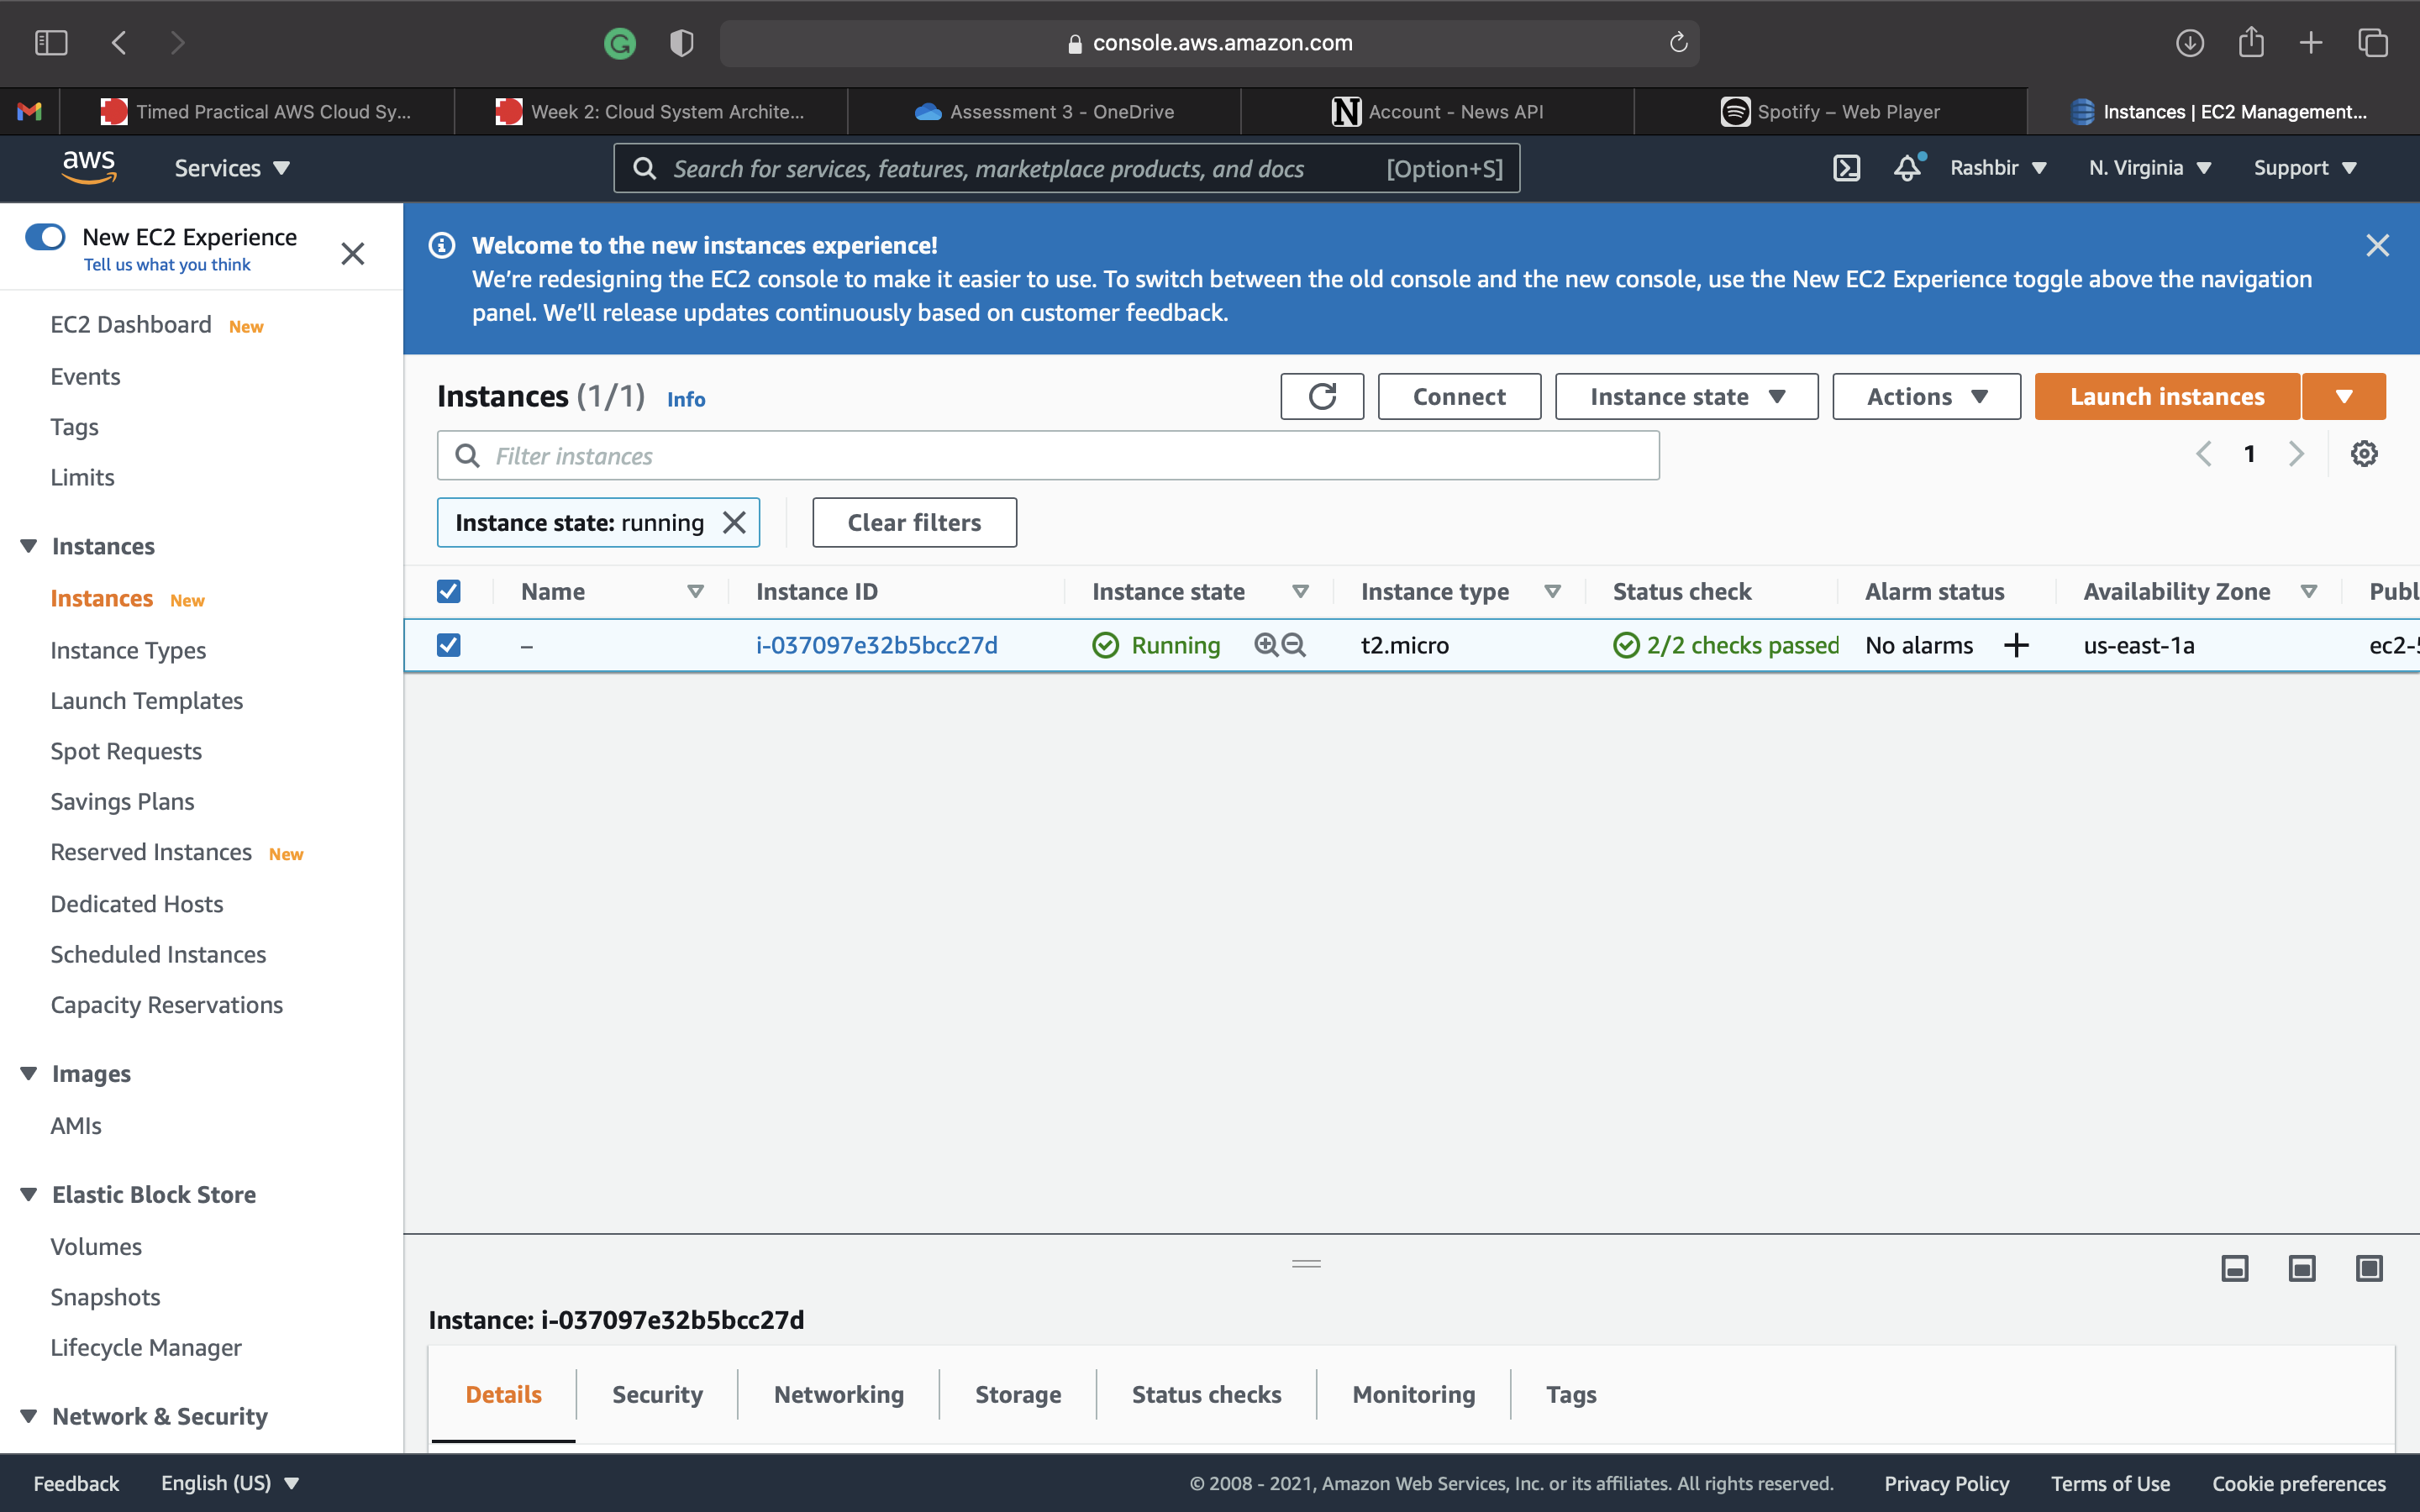 console.aws.amazon.com
Timed Practical AWS Cloud Sy...
Week 2: Cloud System Archite...
Assessment 3 - OneDrive
Account - News API
Spotify – Web Player
Instances | EC2 Management...
aws
Services
Search for services, features, marketplace products, and docs
[Option+S]
Rashbir
N. Virginia
Support
New EC2 Experience
Tell us what you think
EC2 Dashboard New
Events
Tags
Limits
Instances
Instances New
Instance Types
Launch Templates
Spot Requests
Savings Plans
Reserved Instances New
Dedicated Hosts
Scheduled Instances
Capacity Reservations
Images
AMIs
Elastic Block Store
Volumes
Snapshots
Lifecycle Manager
Network & Security
Welcome to the new instances experience!
We’re redesigning the EC2 console to make it easier to use. To switch between the old console and the new console, use the New EC2 Experience toggle above the navigation
panel. We’ll release updates continuously based on customer feedback.
Instances (1/1) Info
Connect
Instance state
Actions
Launch instances
Filter instances
1
Instance state: running
Clear filters
Name Instance ID Instance state Instance type Status check Alarm status Availability Zone Publ
– i-037097e32b5bcc27d Running t2.micro 2/2 checks passed No alarms + us-east-1a ec2-5
Instance: i-037097e32b5bcc27d
Details Security Networking Storage Status checks Monitoring Tags
Feedback English (US) © 2008 - 2021, Amazon Web Services, Inc. or its affiliates. All rights reserved. Privacy Policy Terms of Use Cookie preferences